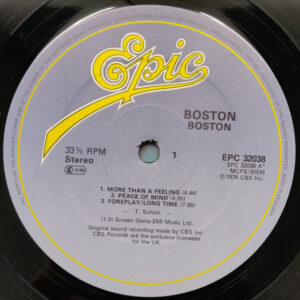 Epic
33⅓ RPM
Stereo
BOSTON
BOSTON
1
EPC 32038
EPC 32038 A*
MCPS-BIEM
℗ 1976 CBS Inc.
1. MORE THAN A FEELING (4.44)
2. PEACE OF MIND (4.55)
3. FOREPLAY/LONG TIME (7.56)
– T. Scholz –
(1-3) Screen Gems-EMI Music Ltd.
Original sound recording made by CBS Inc.
CBS Records are the exclusive licensees
for the UK